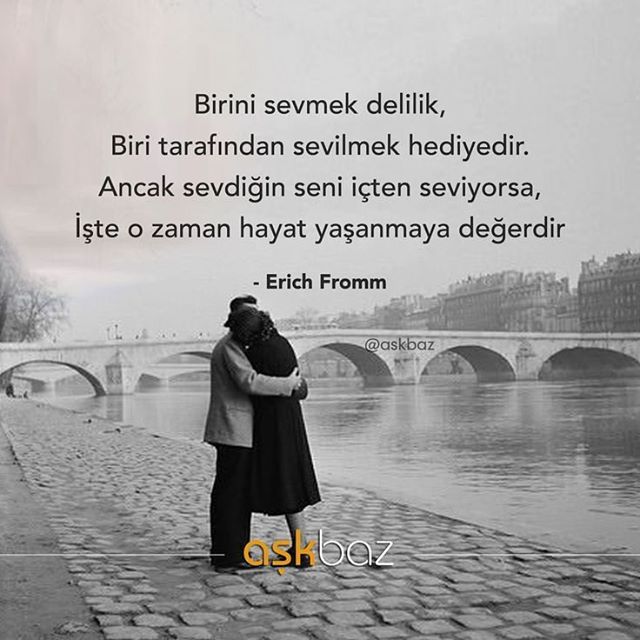 Birini sevmek delilik,
Biri tarafından sevilmek hediyedir.
Ancak sevdiğin seni içten seviyorsa,
İşte o zaman hayat yaşanmaya değerdir
- Erich Fromm
@askbaz
aşkbaz